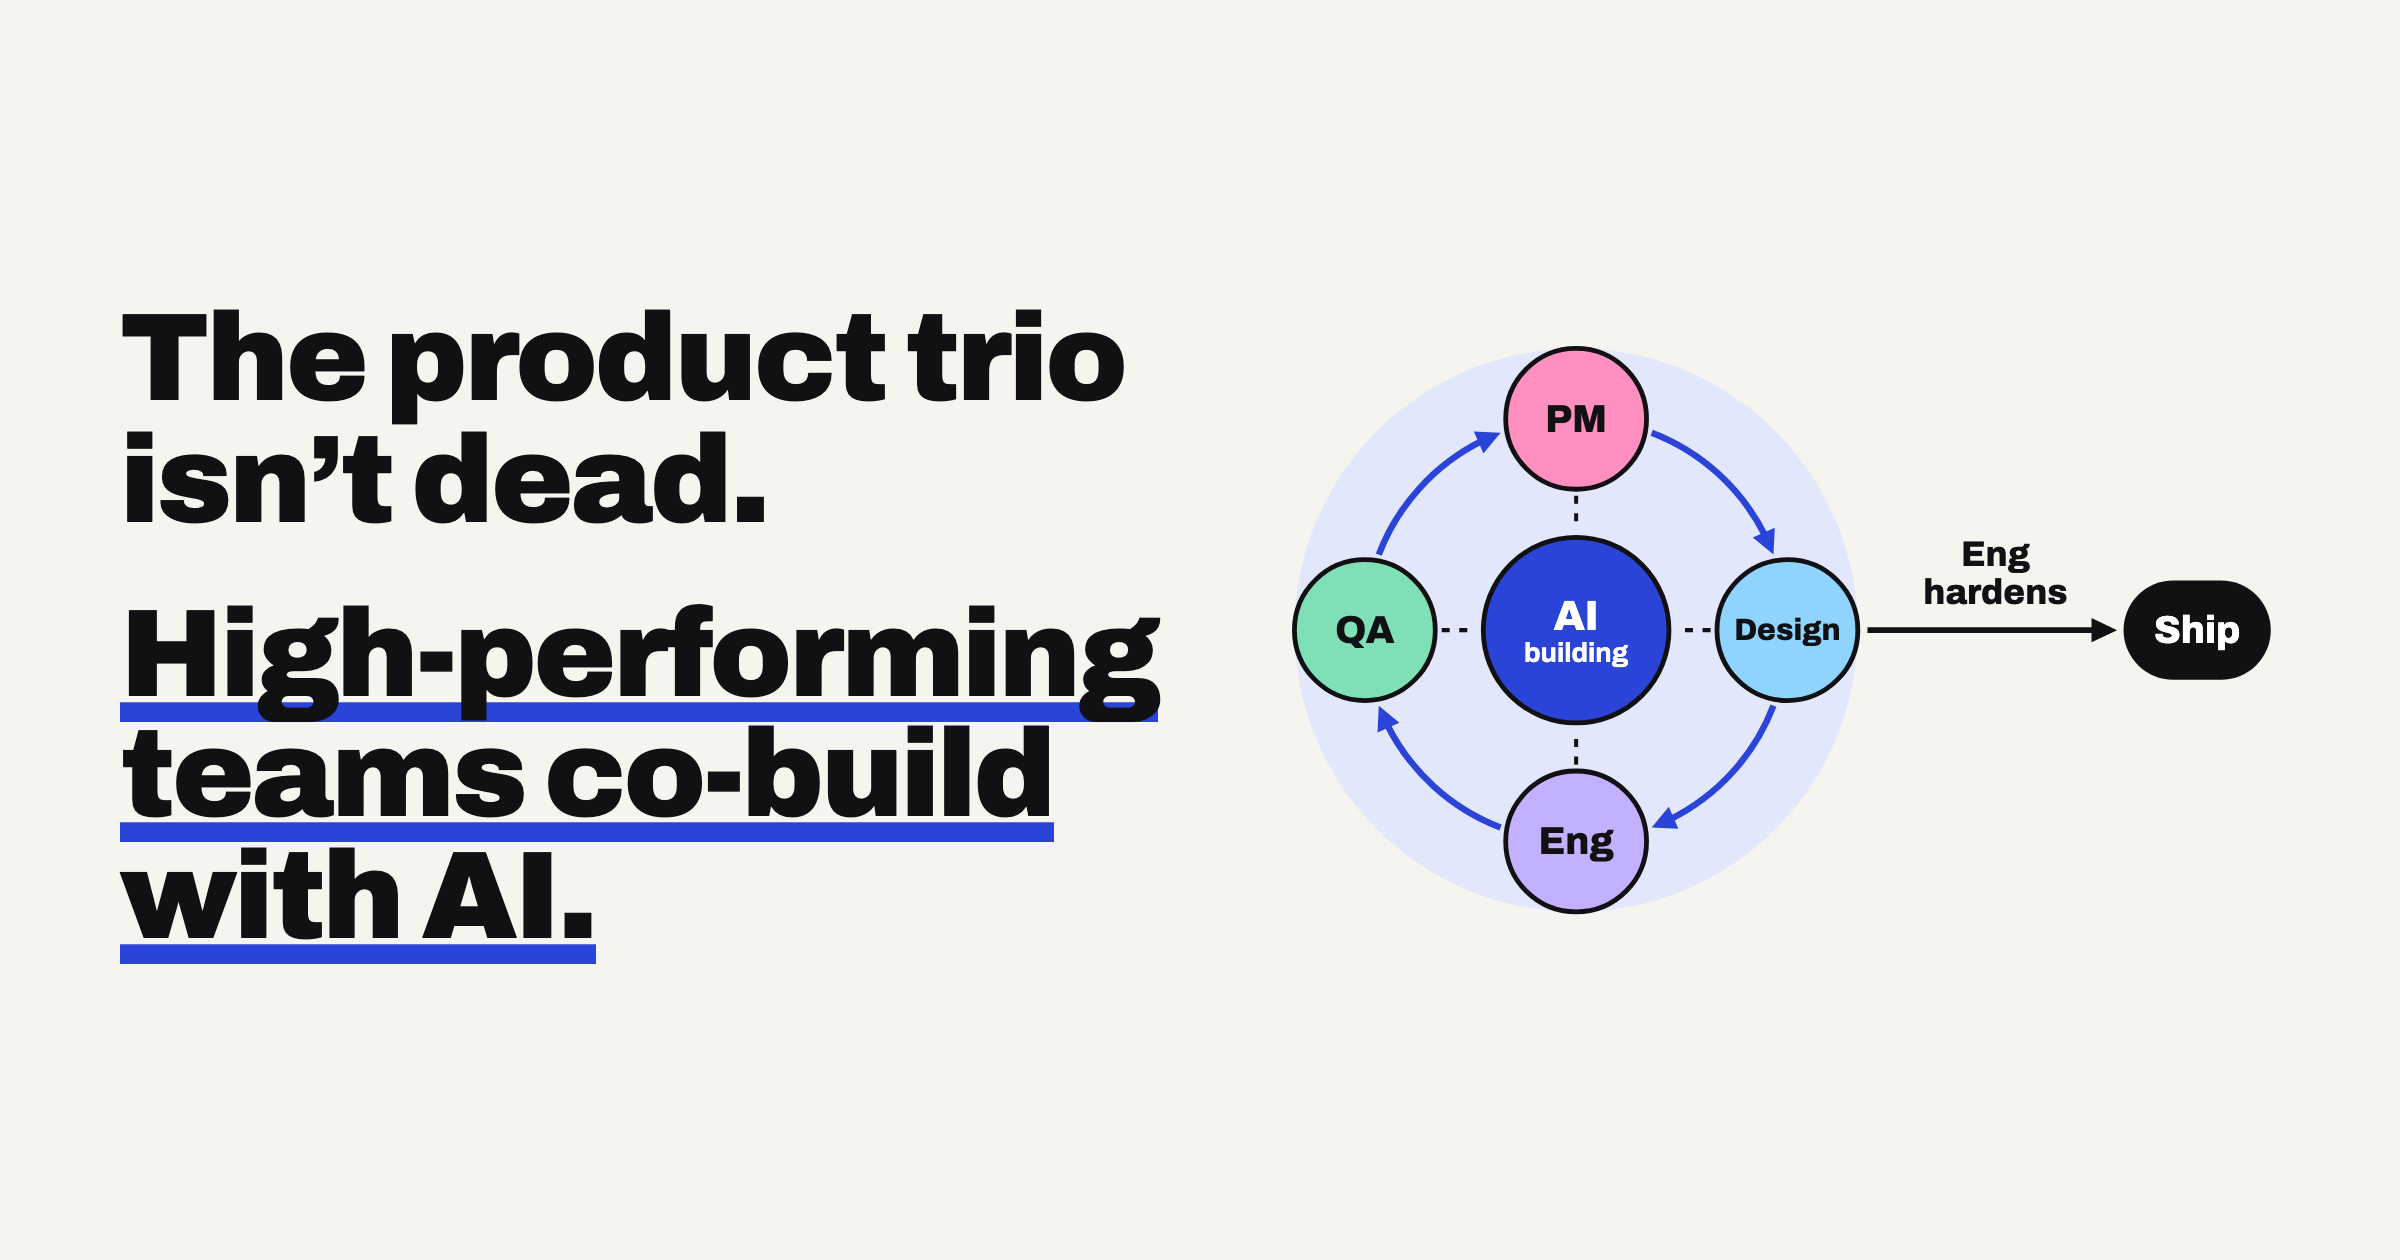 The product trio
isn’t dead.
High-performing
teams co-build
with AI.
PM
QA
AI
building
Design
Eng
Eng
hardens
Ship